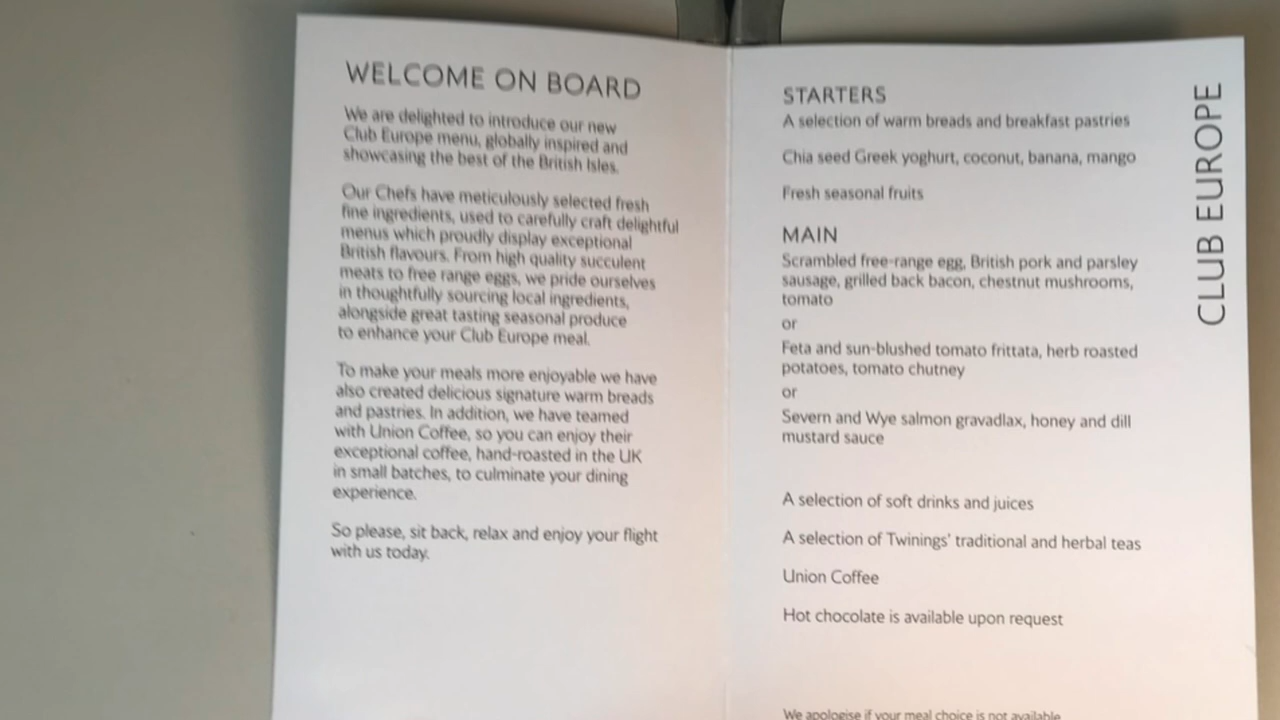 WELCOME ON BOARD
We are delighted to introduce our new
Club Europe menu, globally inspired and
showcasing the best of the British Isles.
Our Chefs have meticulously selected fresh
fine ingredients, used to carefully craft delightful
menus which proudly display exceptional
British flavours. From high quality succulent
meats to free range eggs, we pride ourselves
in thoughtfully sourcing local ingredients,
alongside great tasting seasonal produce
to enhance your Club Europe meal.
To make your meals more enjoyable we have
also created delicious signature warm breads
and pastries. In addition, we have teamed
with Union Coffee, so you can enjoy their
exceptional coffee, hand-roasted in the UK
in small batches, to culminate your dining
experience.
So please, sit back, relax and enjoy your flight
with us today.
STARTERS
A selection of warm breads and breakfast pastries
Chia seed Greek yoghurt, coconut, banana, mango
Fresh seasonal fruits
MAIN
Scrambled free-range egg, British pork and parsley
sausage, grilled back bacon, chestnut mushrooms,
tomato
or
Feta and sun-blushed tomato frittata, herb roasted
potatoes, tomato chutney
or
Severn and Wye salmon gravadlax, honey and dill
mustard sauce
A selection of soft drinks and juices
A selection of Twinings' traditional and herbal teas
Union Coffee
Hot chocolate is available upon request
We apologise if your meal choice is not available
CLUB EUROPE